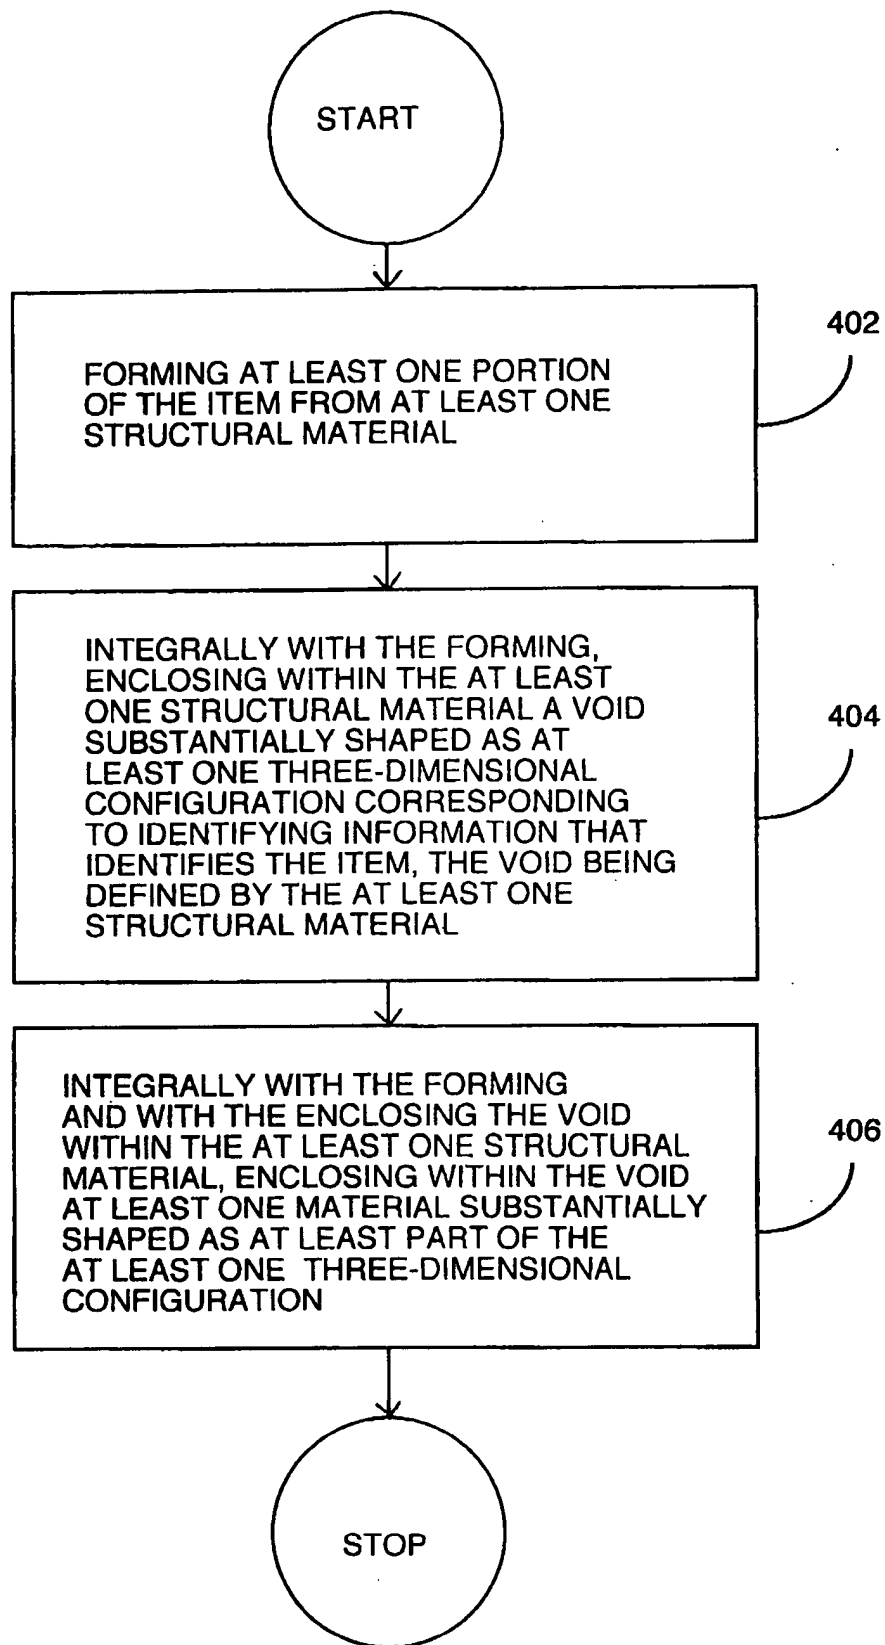 START
402
FORMING AT LEAST ONE PORTION
OF THE ITEM FROM AT LEAST ONE
STRUCTURAL MATERIAL
INTEGRALLY WITH THE FORMING,
ENCLOSING WITHIN THE AT LEAST
ONE STRUCTURAL MATERIAL A VOID
SUBSTANTIALLY SHAPED AS AT
LEAST ONE THREE-DIMENSIONAL
CONFIGURATION CORRESPONDING
TO IDENTIFYING INFORMATION THAT
IDENTIFIES THE ITEM, THE VOID BEING
DEFINED BY THE AT LEAST ONE
STRUCTURAL MATERIAL
404
INTEGRALLY WITH THE FORMING
AND WITH THE ENCLOSING THE VOID
WITHIN THE AT LEAST ONE STRUCTURAL
MATERIAL, ENCLOSING WITHIN THE VOID
AT LEAST ONE MATERIAL SUBSTANTIALLY
SHAPED AS AT LEAST PART OF THE
AT LEAST ONE THREE-DIMENSIONAL
CONFIGURATION
406
STOP